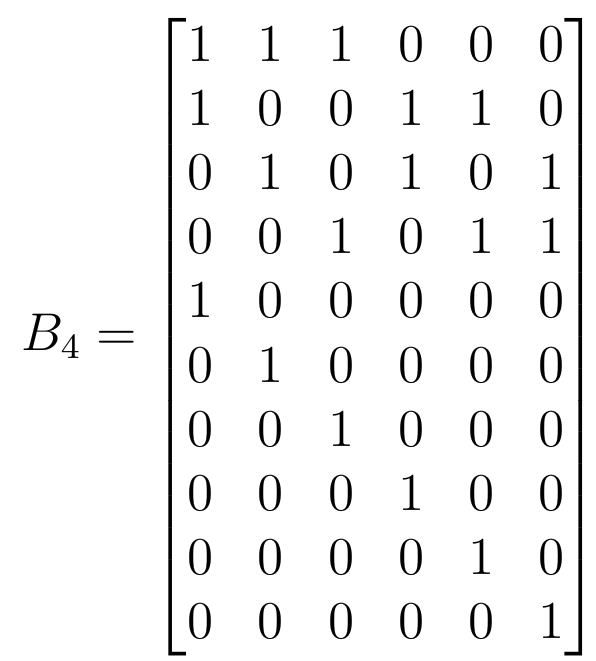 1 1 1 0 0 0
1 0 0 1 1 0
0 1 0 1 0 1
0 0 1 0 1 1
1 0 0 0 0 0
B₄ =
0 1 0 0 0 0
0 0 1 0 0 0
0 0 0 1 0 0
0 0 0 0 1 0
0 0 0 0 0 1